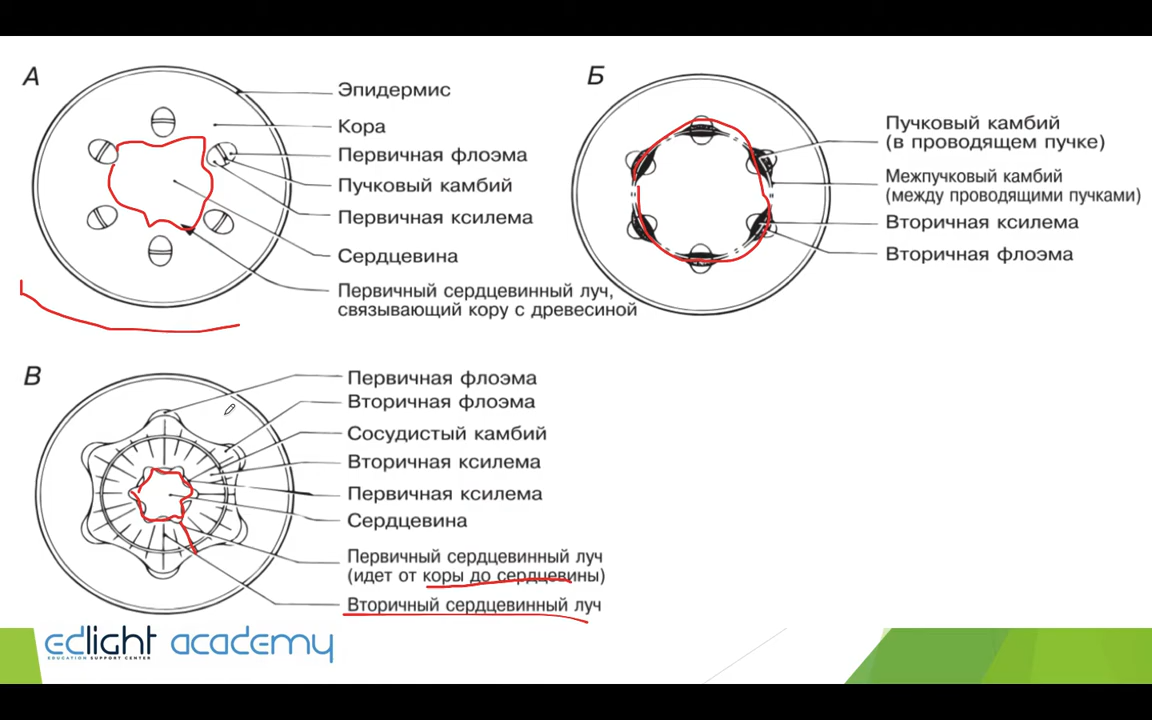 А
Эпидермис
Кора
Первичная флоэма
Пучковый камбий
Первичная ксилема
Сердцевина
Первичный сердцевинный луч,
связывающий кору с древесиной
Б
Пучковый камбий
(в проводящем пучке)
Межпучковый камбий
(между проводящими пучками)
Вторичная ксилема
Вторичная флоэма
В
Первичная флоэма
Вторичная флоэма
Сосудистый камбий
Вторичная ксилема
Первичная ксилема
Сердцевина
Первичный сердцевинный луч
(идет от коры до сердцевины)
Вторичный сердцевинный луч
edlight academy
EDUCATION SUPPORT CENTER